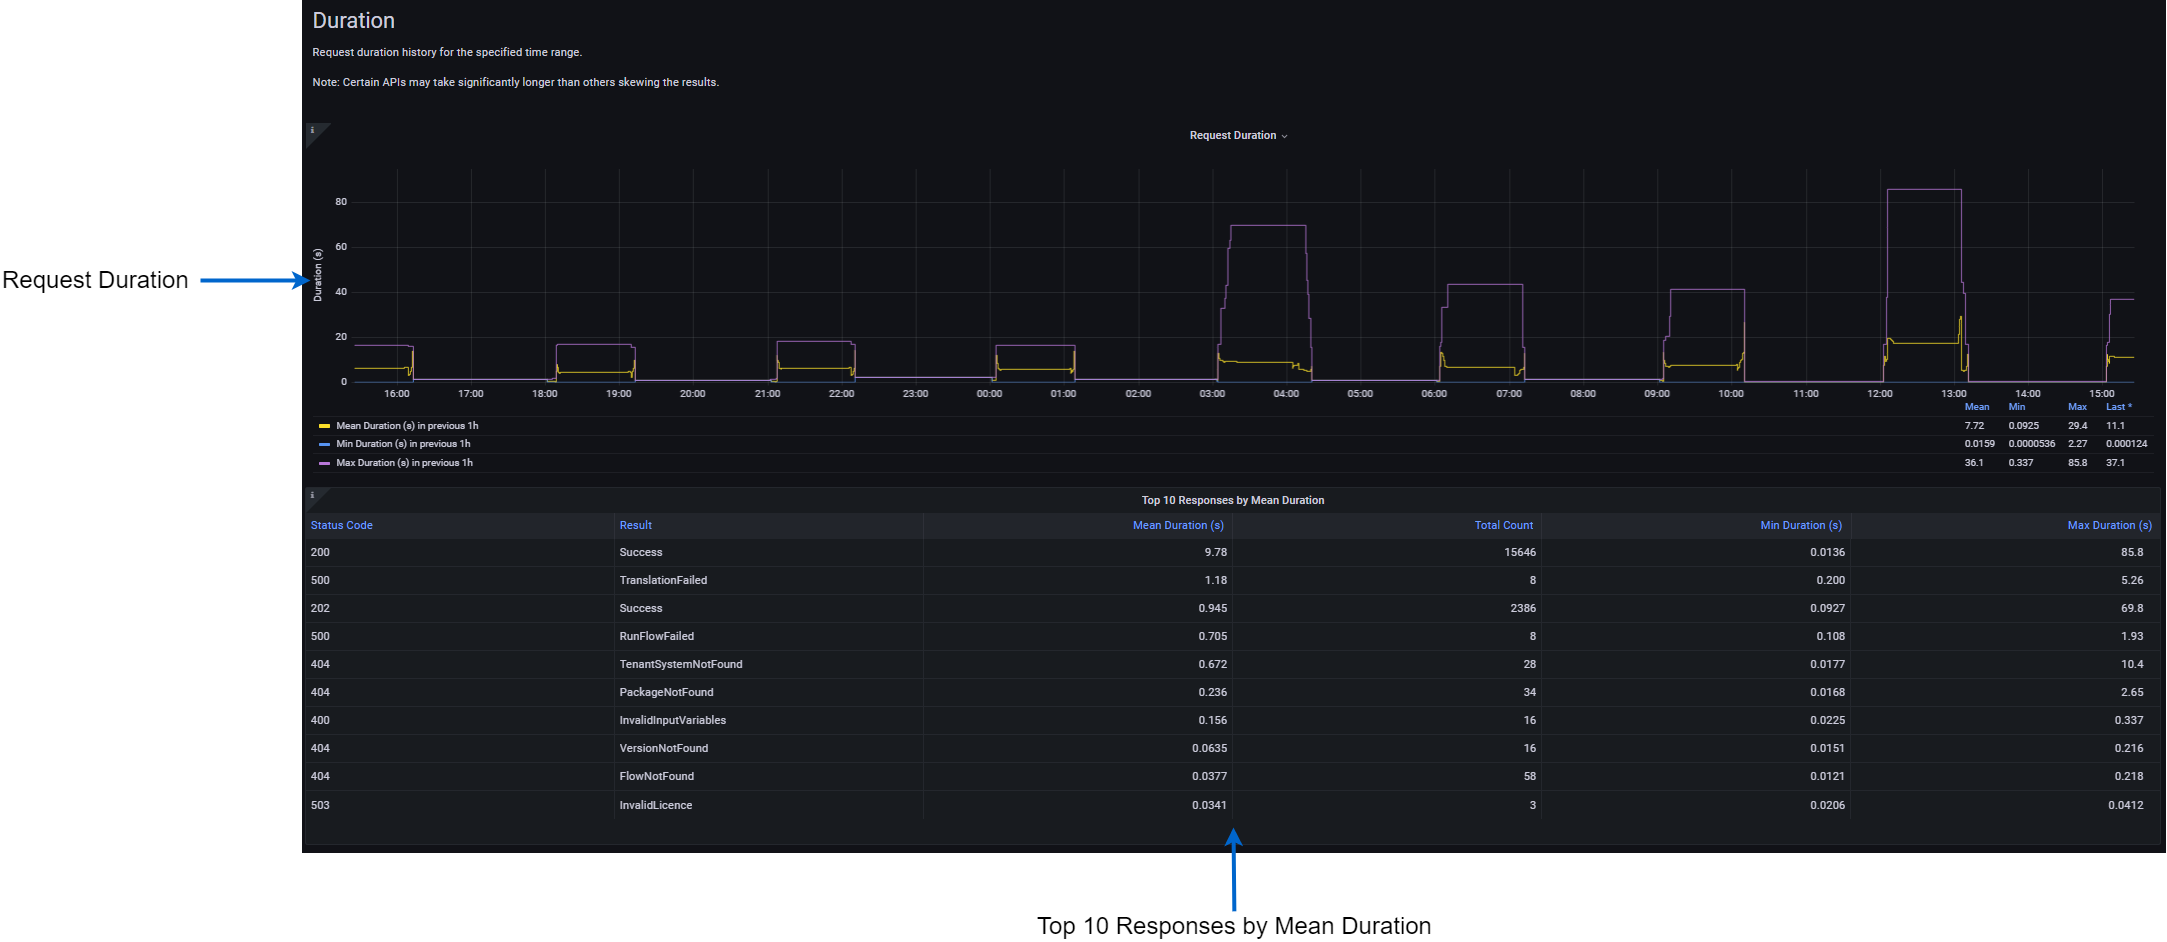 Duration
Request duration history for the specified time range.
Note: Certain APIs may take significantly longer than others skewing the results.
Request Duration
Request Duration
Duration (s)
80
60
40
20
0
16:00 17:00 18:00 19:00 20:00 21:00 22:00 23:00 00:00 01:00 02:00 03:00 04:00 05:00 06:00 07:00 08:00 09:00 10:00 11:00 12:00 13:00 14:00 15:00
Mean Min Max Last *
Mean Duration (s) in previous 1h 7.72 0.0925 29.4 11.1
Min Duration (s) in previous 1h 0.0159 0.0000536 2.27 0.000124
Max Duration (s) in previous 1h 36.1 0.337 85.8 37.1
Top 10 Responses by Mean Duration
Status Code Result Mean Duration (s) Total Count Min Duration (s) Max Duration (s)
200 Success 9.78 15646 0.0136 85.8
500 TranslationFailed 1.18 8 0.200 5.26
202 Success 0.945 2386 0.0927 69.8
500 RunFlowFailed 0.705 8 0.108 1.93
404 TenantSystemNotFound 0.672 28 0.0177 10.4
404 PackageNotFound 0.236 34 0.0168 2.65
400 InvalidInputVariables 0.156 16 0.0225 0.337
404 VersionNotFound 0.0635 16 0.0151 0.216
404 FlowNotFound 0.0377 58 0.0121 0.218
503 InvalidLicence 0.0341 3 0.0206 0.0412
Top 10 Responses by Mean Duration